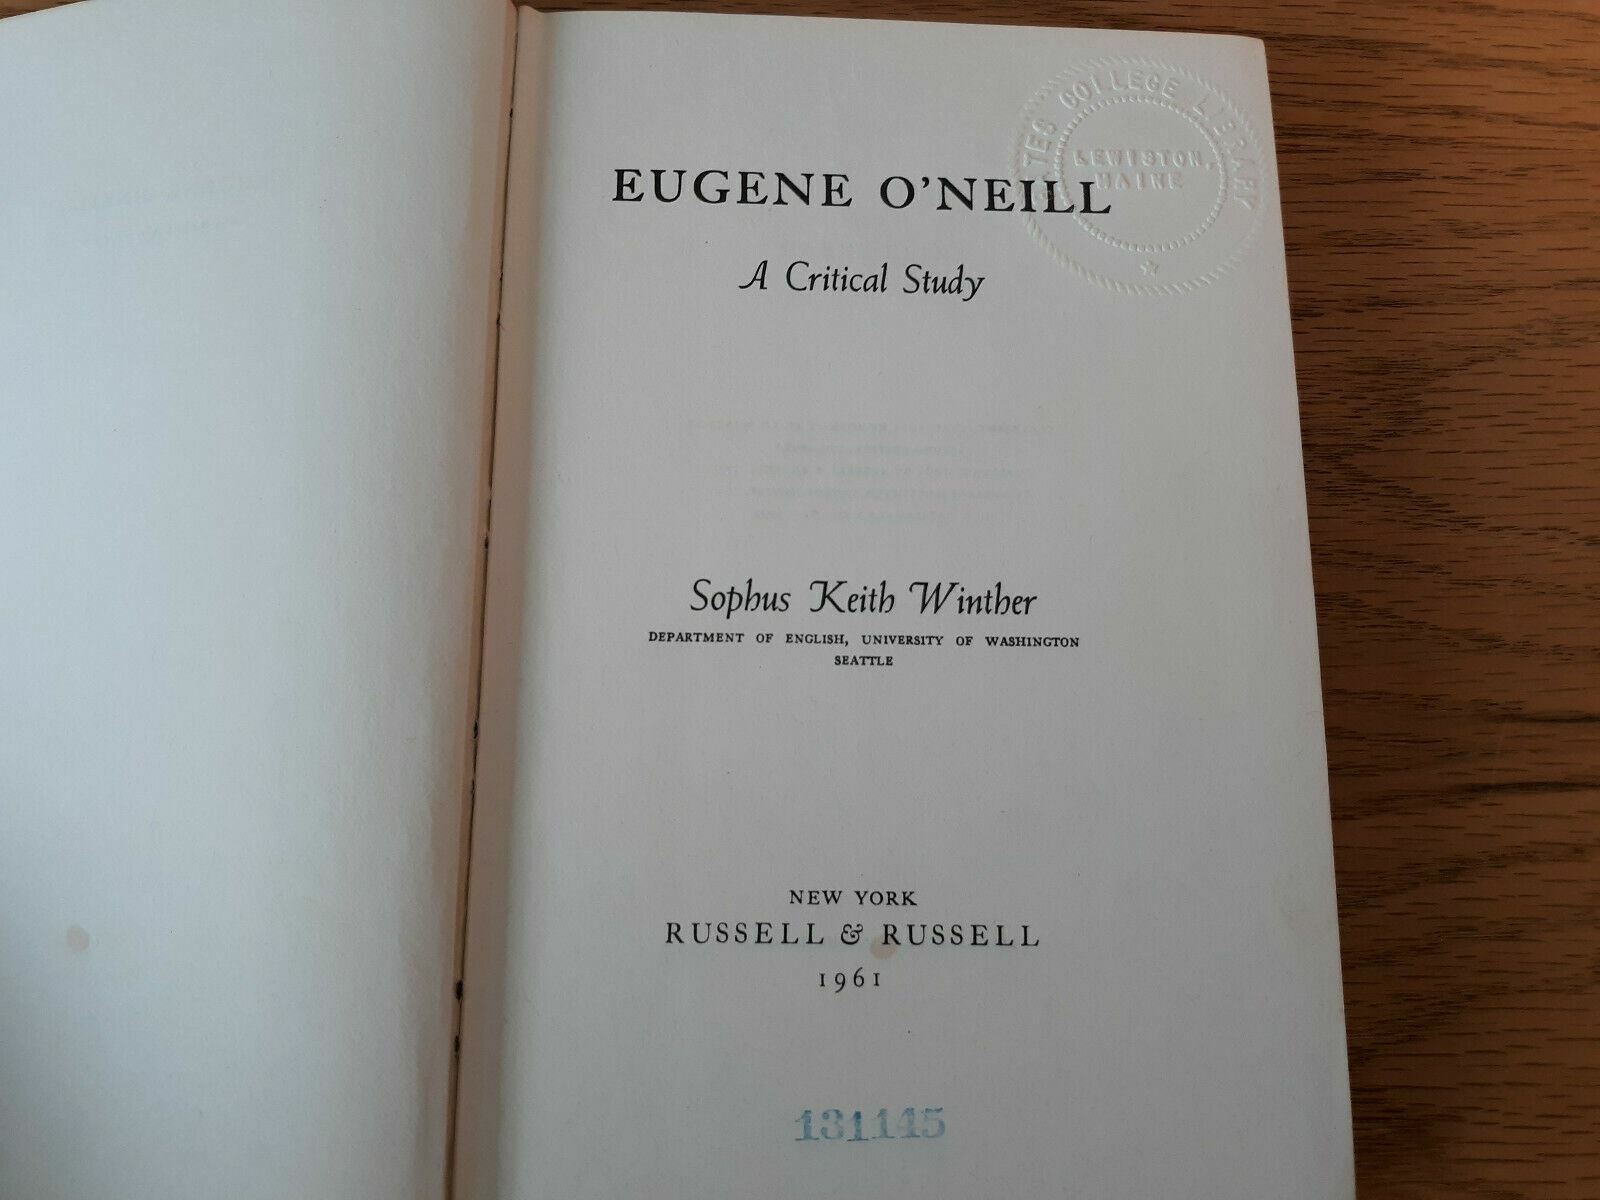 BATES COLLEGE LIBRARY
LEWISTON,
MAINE
EUGENE O'NEILL
A Critical Study
Sophus Keith Winther
DEPARTMENT OF ENGLISH, UNIVERSITY OF WASHINGTON
SEATTLE
NEW YORK
RUSSELL & RUSSELL
1961
131145